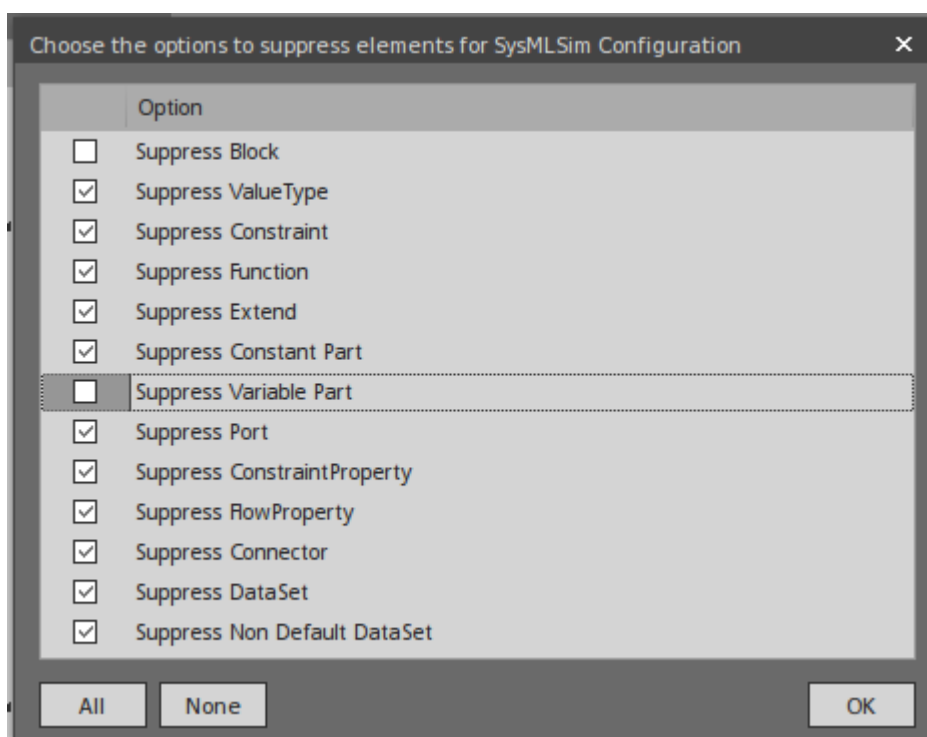 Choose the options to suppress elements for SysMLSim Configuration
Option
Suppress Block
Suppress ValueType
Suppress Constraint
Suppress Function
Suppress Extend
Suppress Constant Part
Suppress Variable Part
Suppress Port
Suppress ConstraintProperty
Suppress FlowProperty
Suppress Connector
Suppress DataSet
Suppress Non Default DataSet
All None OK